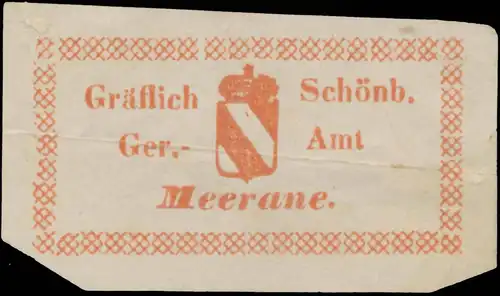 Gräflich Schönb.
Ger.- Amt
Meerane.